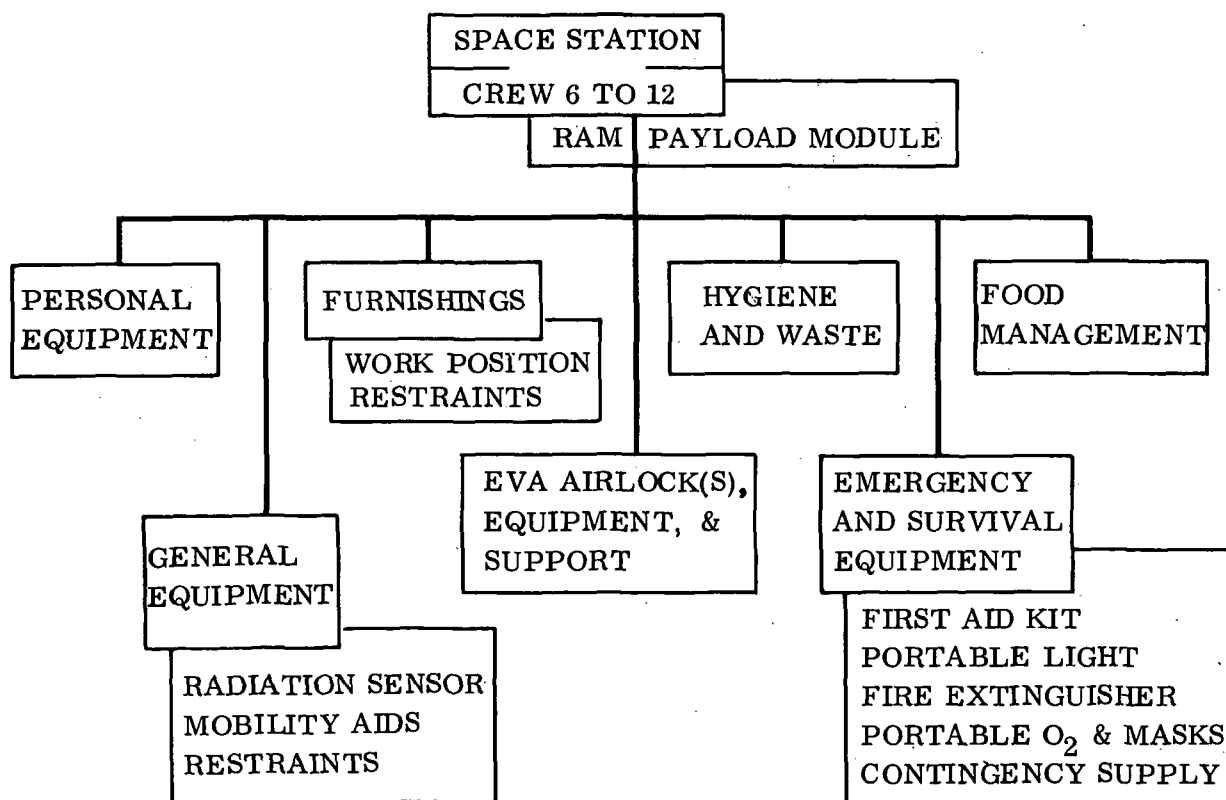 SPACE STATION
CREW 6 TO 12
RAM PAYLOAD MODULE
PERSONAL
EQUIPMENT
FURNISHINGS
WORK POSITION
RESTRAINTS
HYGIENE
AND WASTE
FOOD
MANAGEMENT
GENERAL
EQUIPMENT
RADIATION SENSOR
MOBILITY AIDS
RESTRAINTS
EVA AIRLOCK(S),
EQUIPMENT, &
SUPPORT
EMERGENCY
AND SURVIVAL
EQUIPMENT
FIRST AID KIT
PORTABLE LIGHT
FIRE EXTINGUISHER
PORTABLE O₂ & MASKS
CONTINGENCY SUPPLY